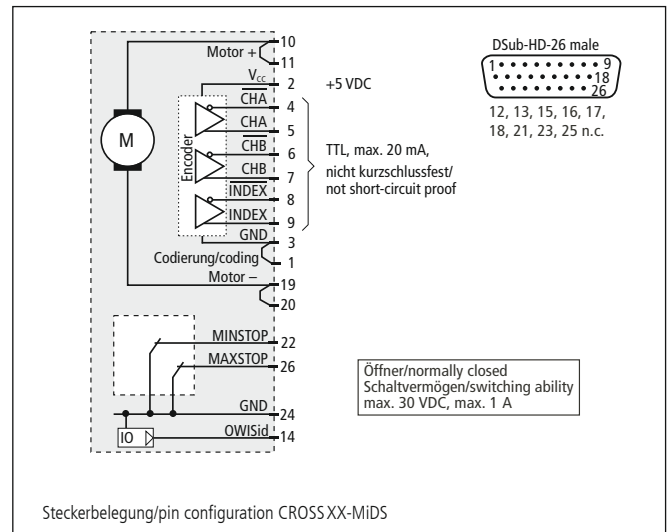 10
Motor +
11
Vcc
2
+5 VDC
CHA
4
CHA
5
CHB
6
CHB
7
INDEX
8
INDEX
9
GND
3
Codierung/coding
1
Motor –
19
20
M
Encoder
TTL, max. 20 mA,
nicht kurzschlussfest/
not short-circuit proof
MINSTOP
22
MAXSTOP
26
GND
24
OWISid
14
IO
DSub-HD-26 male
1 9
18
26
12, 13, 15, 16, 17,
18, 21, 23, 25 n.c.
Öffner/normally closed
Schaltvermögen/switching ability
max. 30 VDC, max. 1 A
Steckerbelegung/pin configuration CROSSXX-MiDS